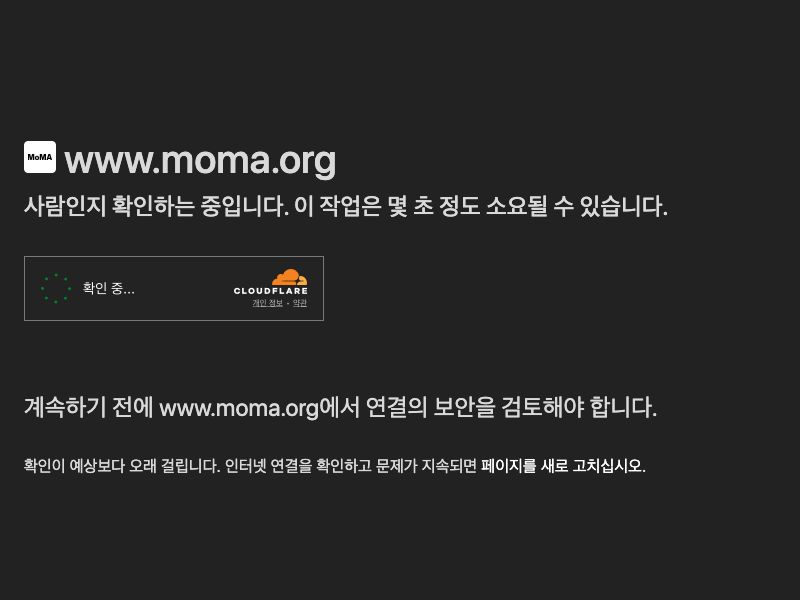 MoMA www.moma.org
사람인지 확인하는 중입니다. 이 작업은 몇 초 정도 소요될 수 있습니다.
확인 중...
CLOUDFLARE
개인 정보 • 약관
계속하기 전에 www.moma.org에서 연결의 보안을 검토해야 합니다.
확인이 예상보다 오래 걸립니다. 인터넷 연결을 확인하고 문제가 지속되면 페이지를 새로 고치십시오.